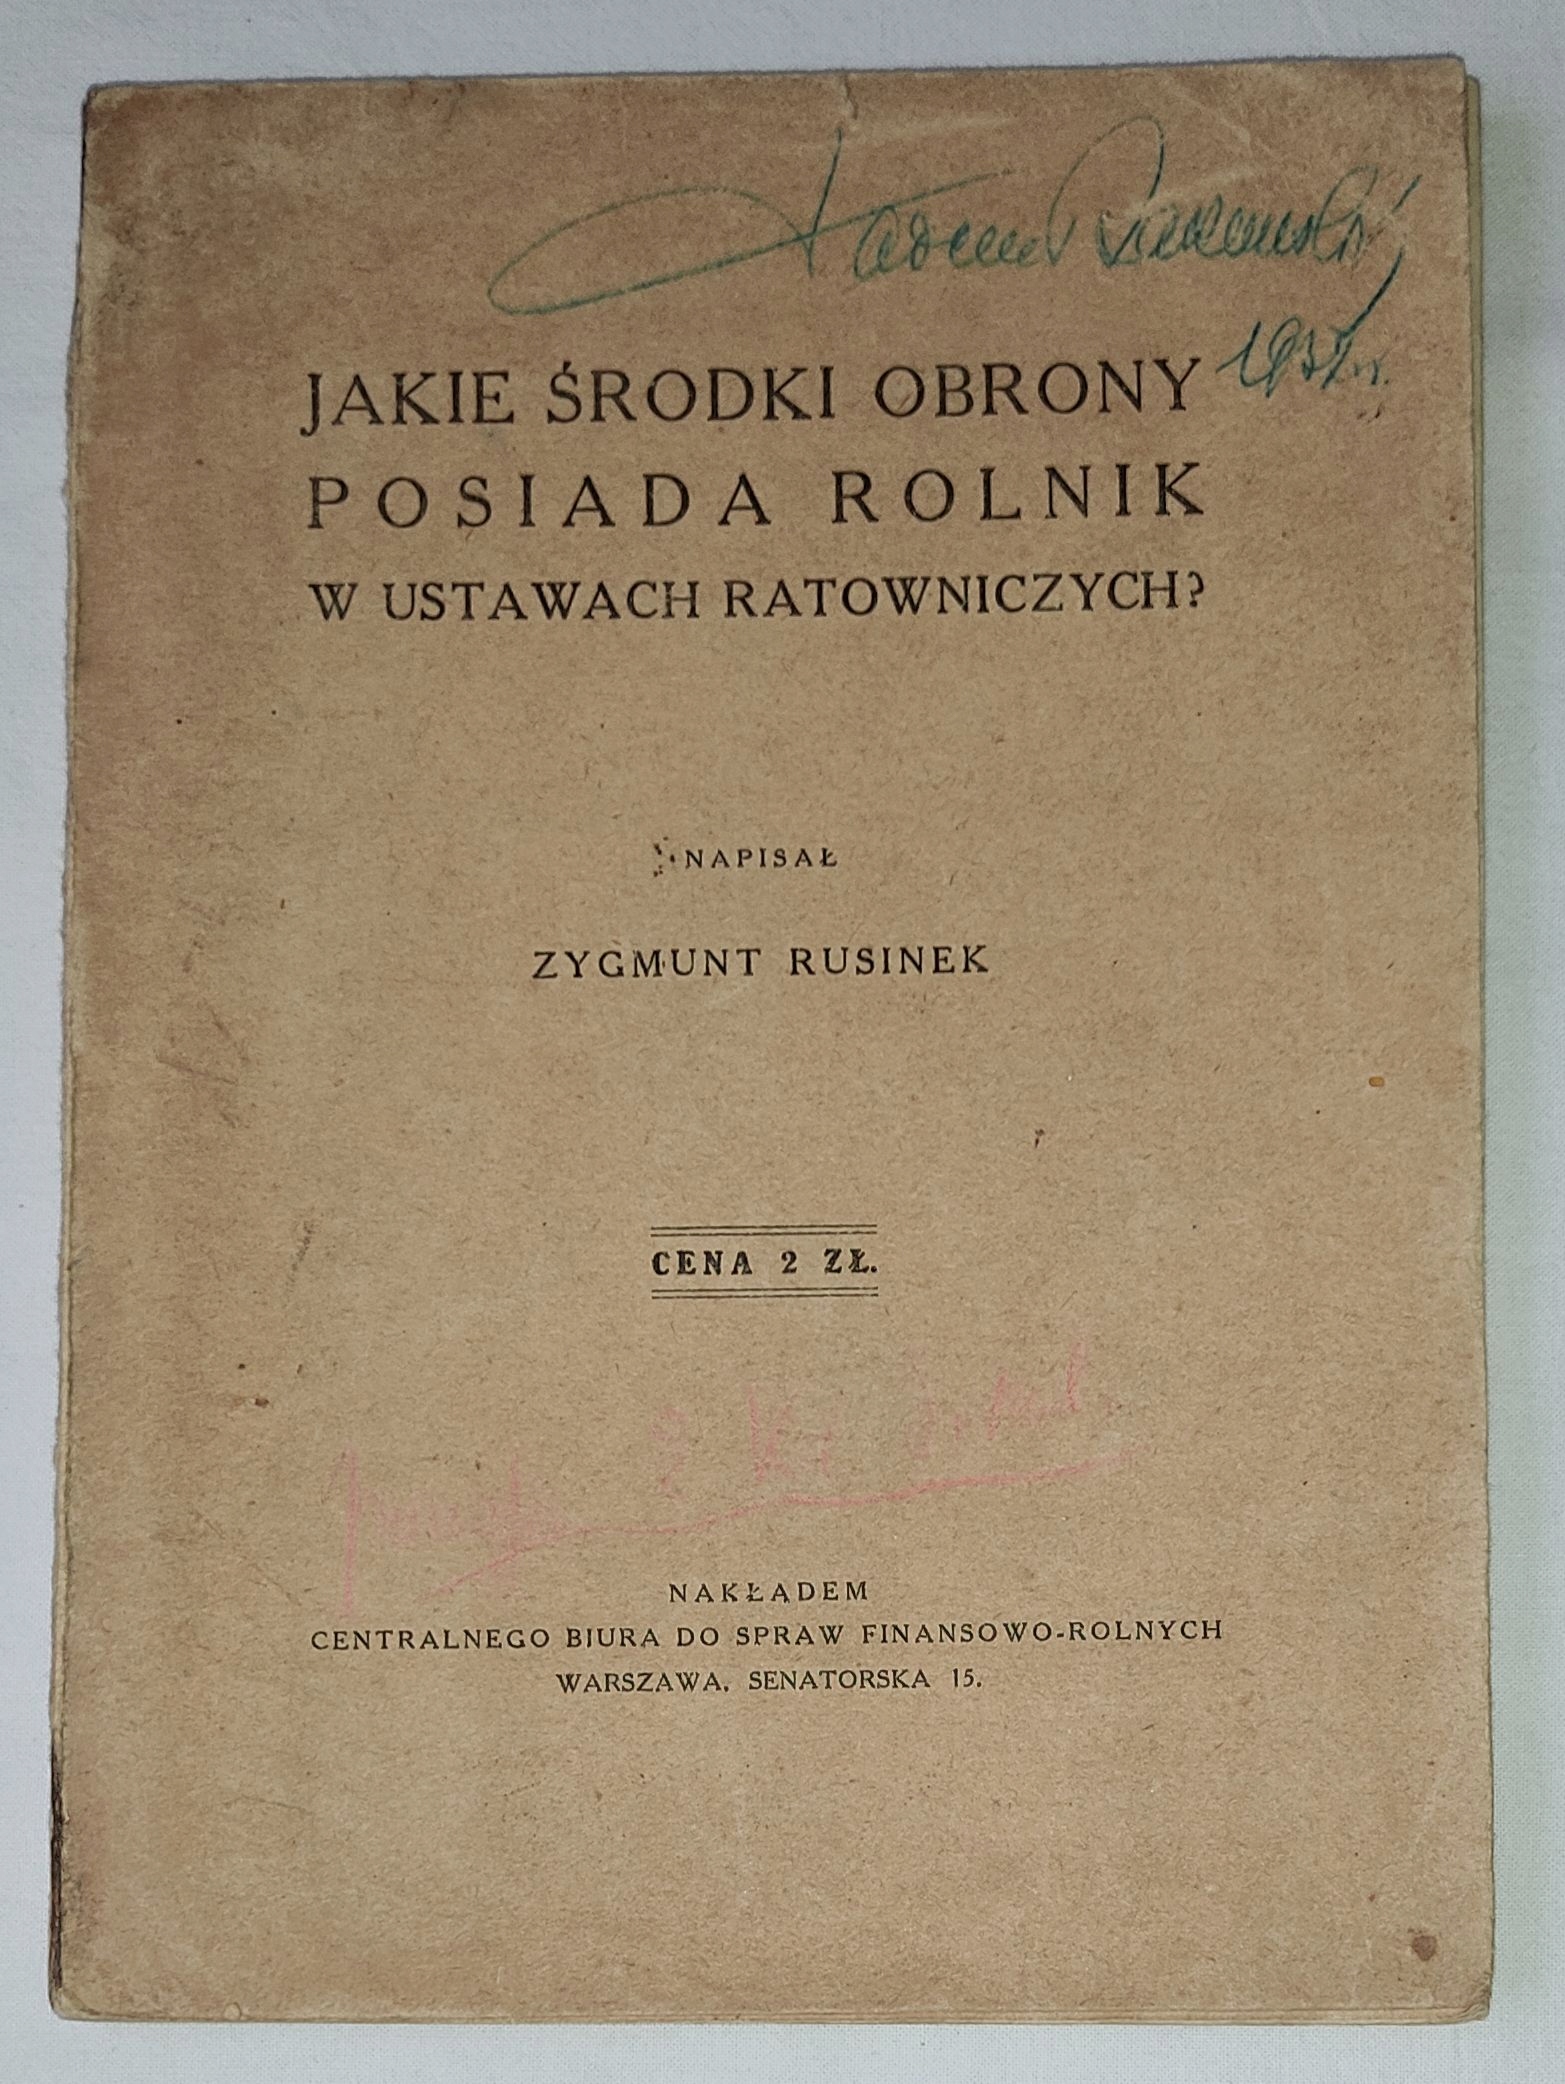 JAKIE ŚRODKI OBRONY
POSIADA ROLNIK
W USTAWACH RATOWNICZYCH?
NAPISAŁ
ZYGMUNT RUSINEK
CENA 2 ZŁ.
NAKŁADEM
CENTRALNEGO BIURA DO SPRAW FINANSOWO-ROLNYCH
WARSZAWA, SENATORSKA 15.